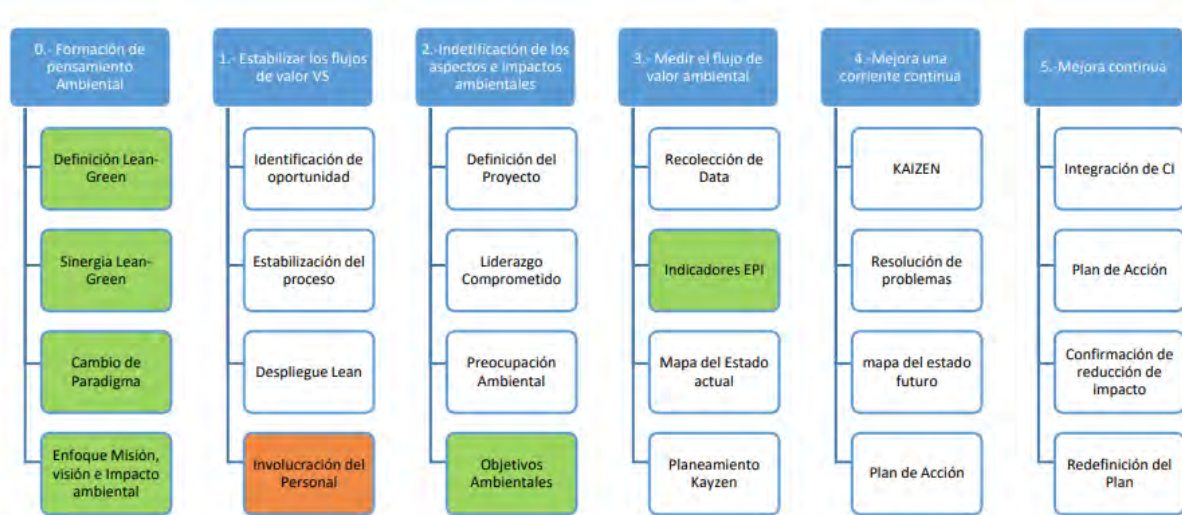 0.- Formación de
pensamiento
Ambiental
Definición Lean-
Green
Sinergia Lean-
Green
Cambio de
Paradigma
Enfoque Misión,
visión e Impacto
ambiental
1.- Estabilizar los flujos
de valor VS
Identificación de
oportunidad
Estabilización del
proceso
Despliegue Lean
Involucración del
Personal
2.-Indetificación de los
aspectos e impactos
ambientales
Definición del
Proyecto
Liderazgo
Comprometido
Preocupación
Ambiental
Objetivos
Ambientales
3.- Medir el flujo de
valor ambiental
Recolección de
Data
Indicadores EPI
Mapa del Estado
actual
Planeamiento
Kayzen
4.-Mejora una
corriente continua
KAIZEN
Resolución de
problemas
mapa del estado
futuro
Plan de Acción
5.-Mejora continua
Integración de CI
Plan de Acción
Confirmación de
reducción de
impacto
Redefinición del
Plan